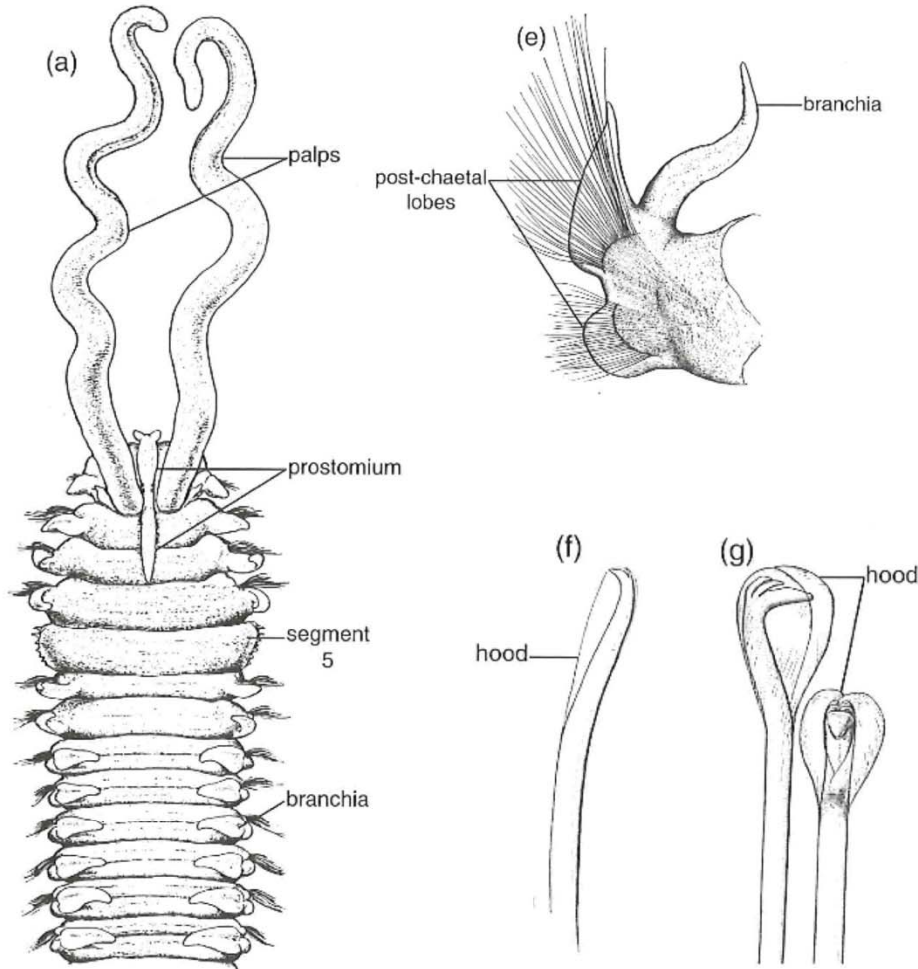 (a)
palps
prostomium
segment
5
branchia
(e)
branchia
post-chaetal
lobes
(f)
hood
(g)
hood